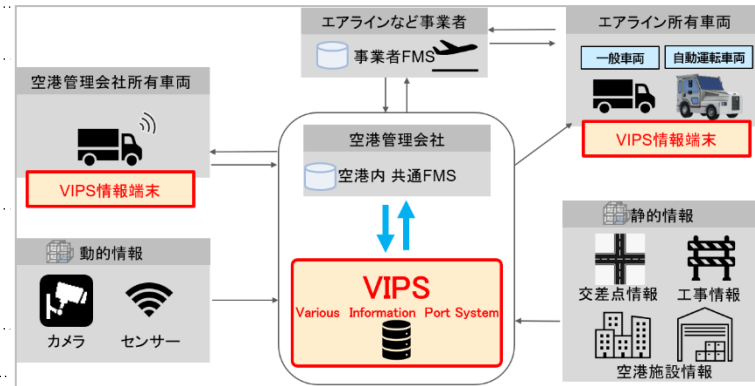 エアラインなど事業者
事業者FMS
エアライン所有車両
一般車両
自動運転車両
VIPS情報端末
空港管理会社所有車両
VIPS情報端末
空港管理会社
空港内 共通FMS
動的情報
カメラ
センサー
VIPS
Various Information Port System
静的情報
交差点情報
工事情報
空港施設情報